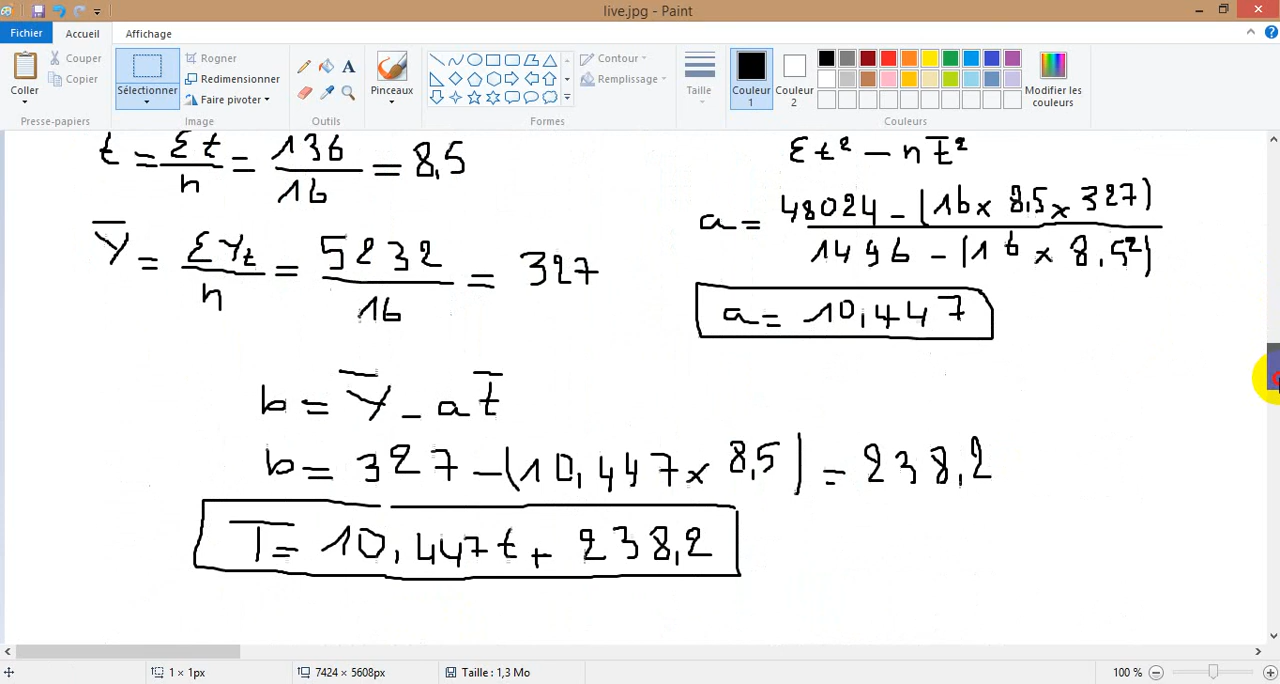 live.jpg - Paint
Fichier Accueil Affichage
Coller
Couper
Copier
Presse-papiers
Sélectionner
Rogner
Redimensionner
Faire pivoter
Image
Outils
Pinceaux
Contour
Remplissage
Formes
Taille
Couleur 1
Couleur 2
Modifier les couleurs
Couleurs
t = Σt/n = 136/16 = 8,5
Σt² - n t̅²
Y̅ = ΣYt/n = 5232/16 = 327
a = 48024 - (16 x 8,5 x 327) / 1496 - (16 x 8,5²)
a = 10,447
b = Y̅ - a t̅
b = 327 - (10,447 x 8,5) = 238,2
T = 10,447t + 238,2
1 × 1px
7424 × 5608px
Taille : 1,3 Mo
100 %